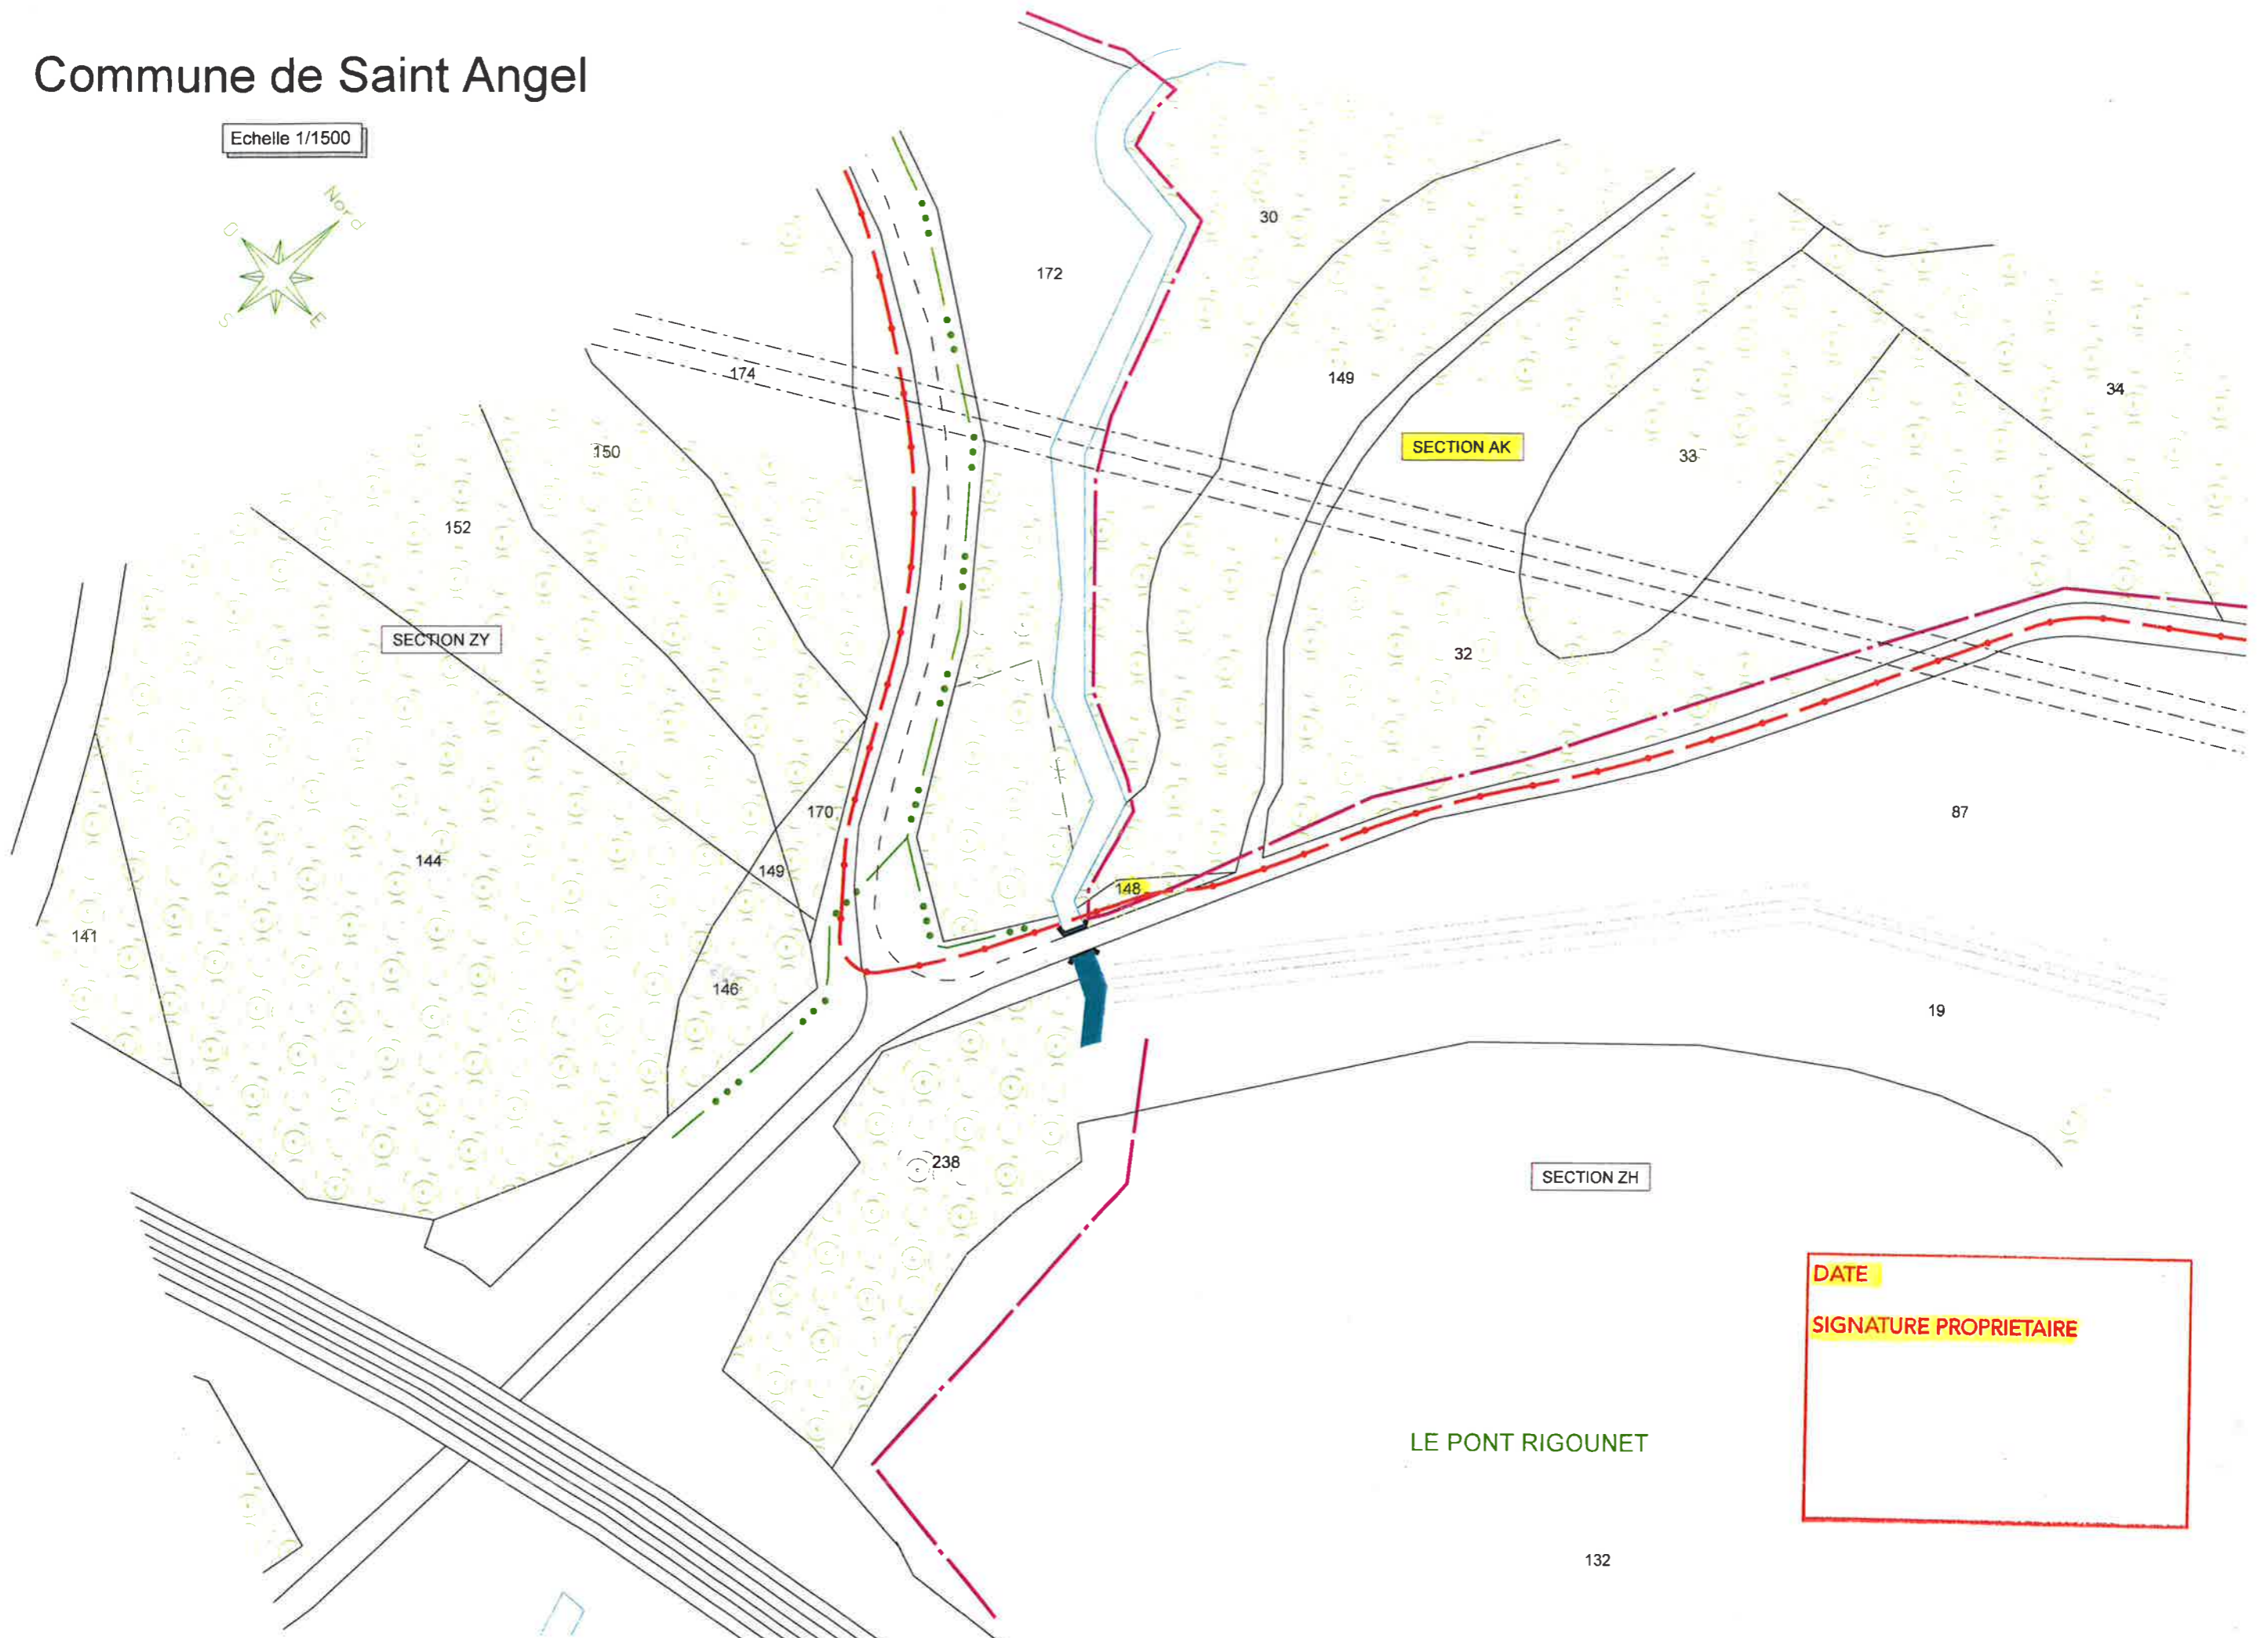 Commune de Saint Angel
Echelle 1/1500
Nord
O
S
E
30
172
174
149
34
SECTION AK
33
150
152
SECTION ZY
32
170
87
144
149
148
141
146
19
238
SECTION ZH
DATE
SIGNATURE PROPRIETAIRE
LE PONT RIGOUNET
132